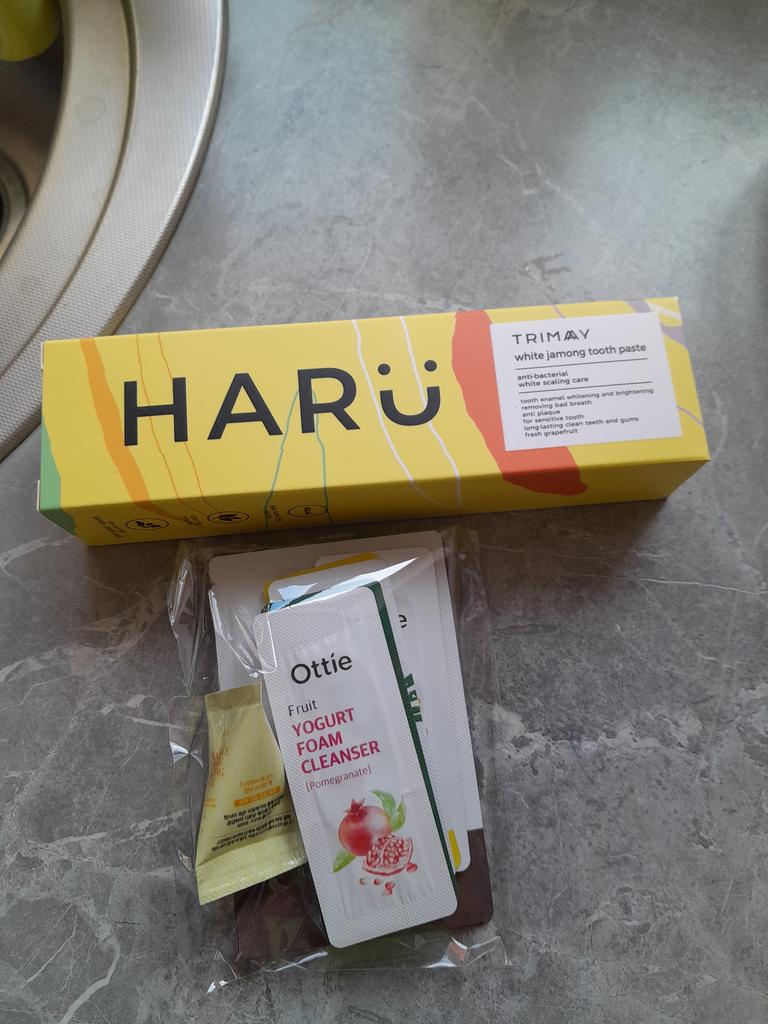 HARÜ
TRIMAY
white jamong tooth paste
anti-bacterial
white scaling care
tooth enamel whitening and brightening
removing bad breath
anti plaque
for sensitive tooth
long-lasting clean teeth and gums
fresh grapefruit
Ottie
Fruit
YOGURT
FOAM
CLEANSER
[Pomegranate]
e